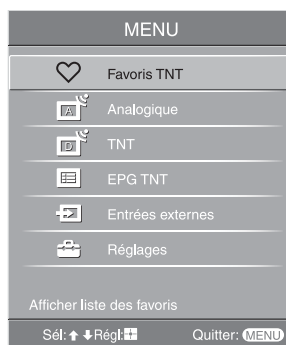 MENU
Favoris TNT
A Analogique
D TNT
EPG TNT
Entrées externes
Réglages
Afficher liste des favoris
Sél: Régl: Quitter: MENU